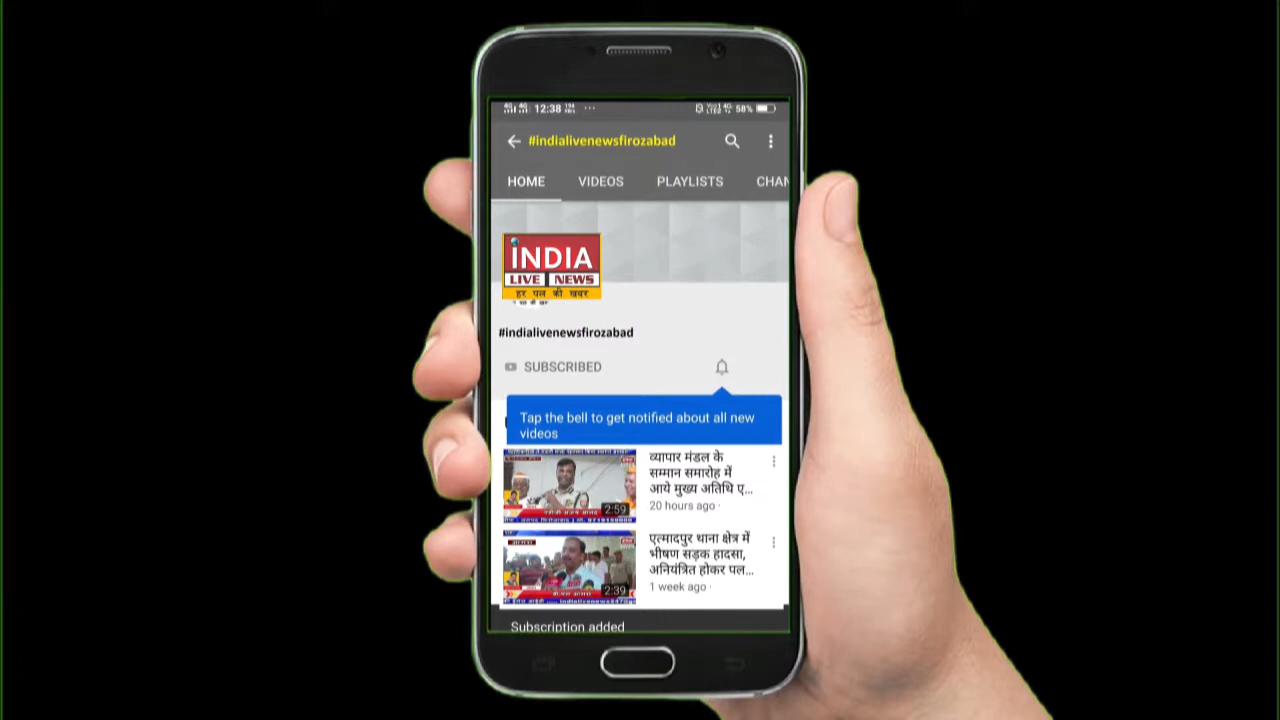 12:38
58%
#indialivenewsfirozabad
HOME VIDEOS PLAYLISTS CHAN
INDIA
LIVE NEWS
हर पल की खबर
#indialivenewsfirozabad
SUBSCRIBED
Tap the bell to get notified about all new
videos
व्यापार मंडल के
सम्मान समारोह में
आये मुख्य अतिथि ए...
20 hours ago ·
2:59
एत्मादपुर थाना क्षेत्र में
भीषण सड़क हादसा,
अनियंत्रित होकर पल...
1 week ago ·
2:39
Subscription added